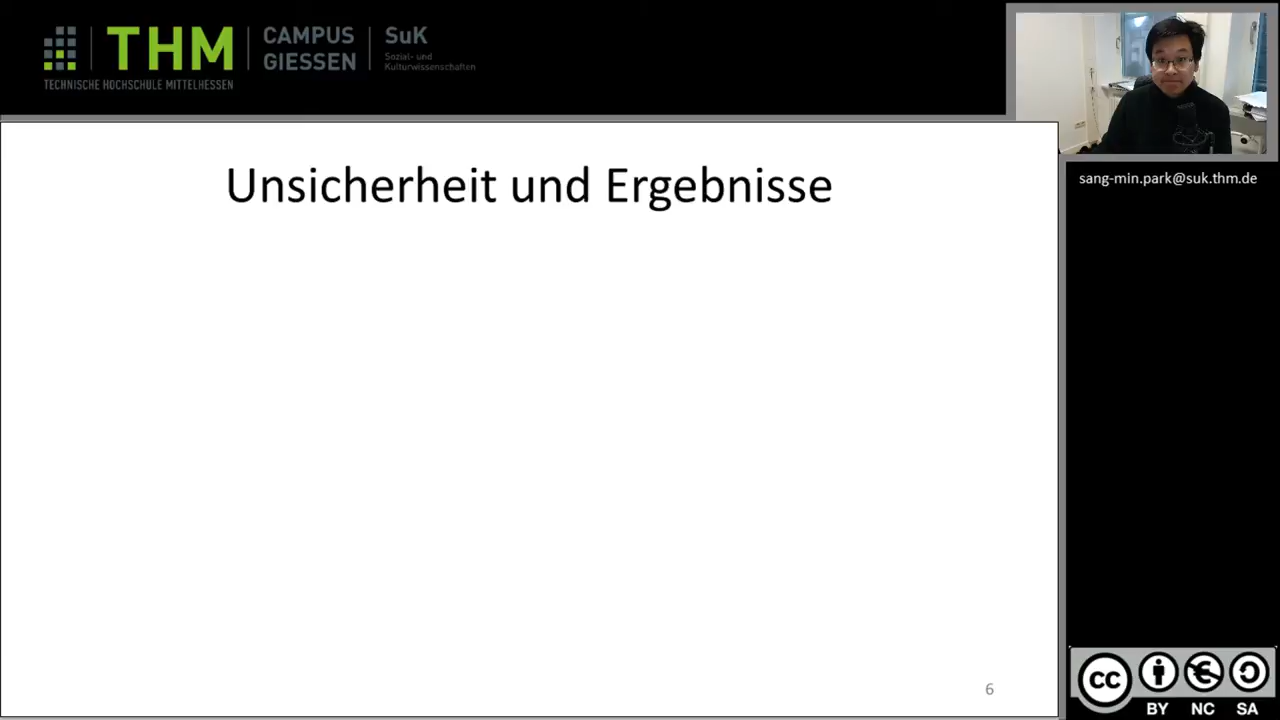 THM
CAMPUS
GIESSEN
SuK
Sozial- und
Kulturwissenschaften
TECHNISCHE HOCHSCHULE MITTELHESSEN
Unsicherheit und Ergebnisse
sang-min.park@suk.thm.de
6
cc
BY NC SA